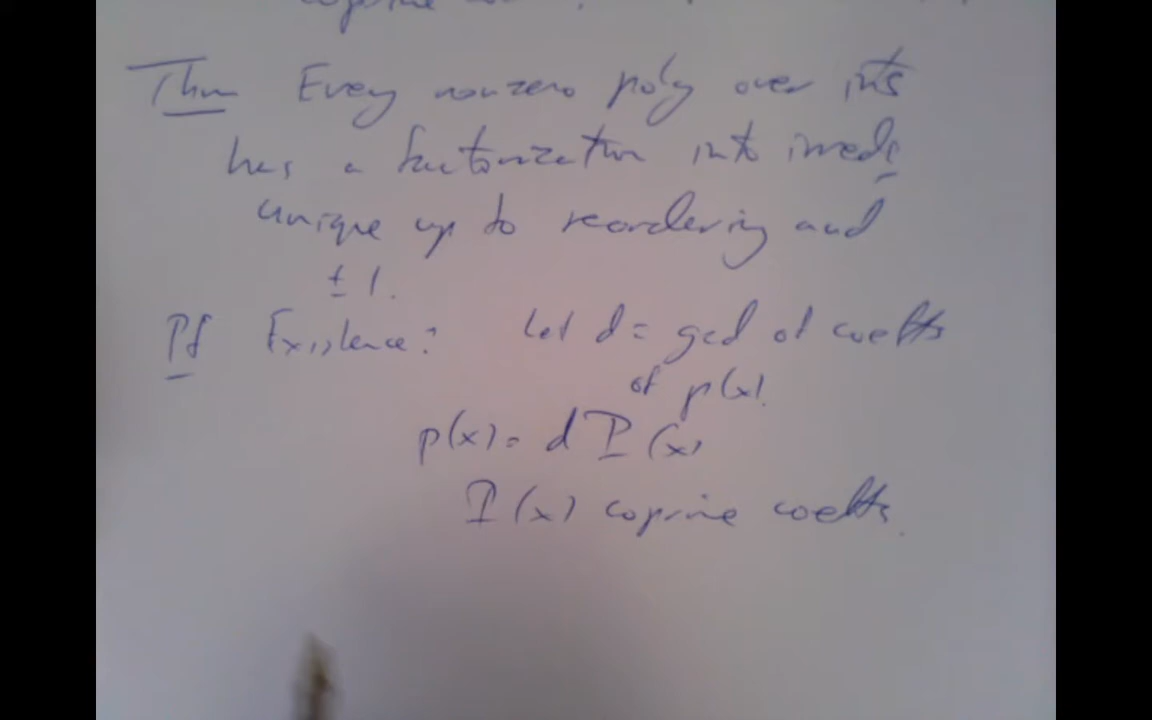 coprime
Thm Every nonzero poly over ints
has a factorization into irreds
unique up to reordering and
± 1.
Pf Existence: Let d = gcd of coeffs
of p(x).
p(x) = d P(x)
P(x) coprime coeffs.